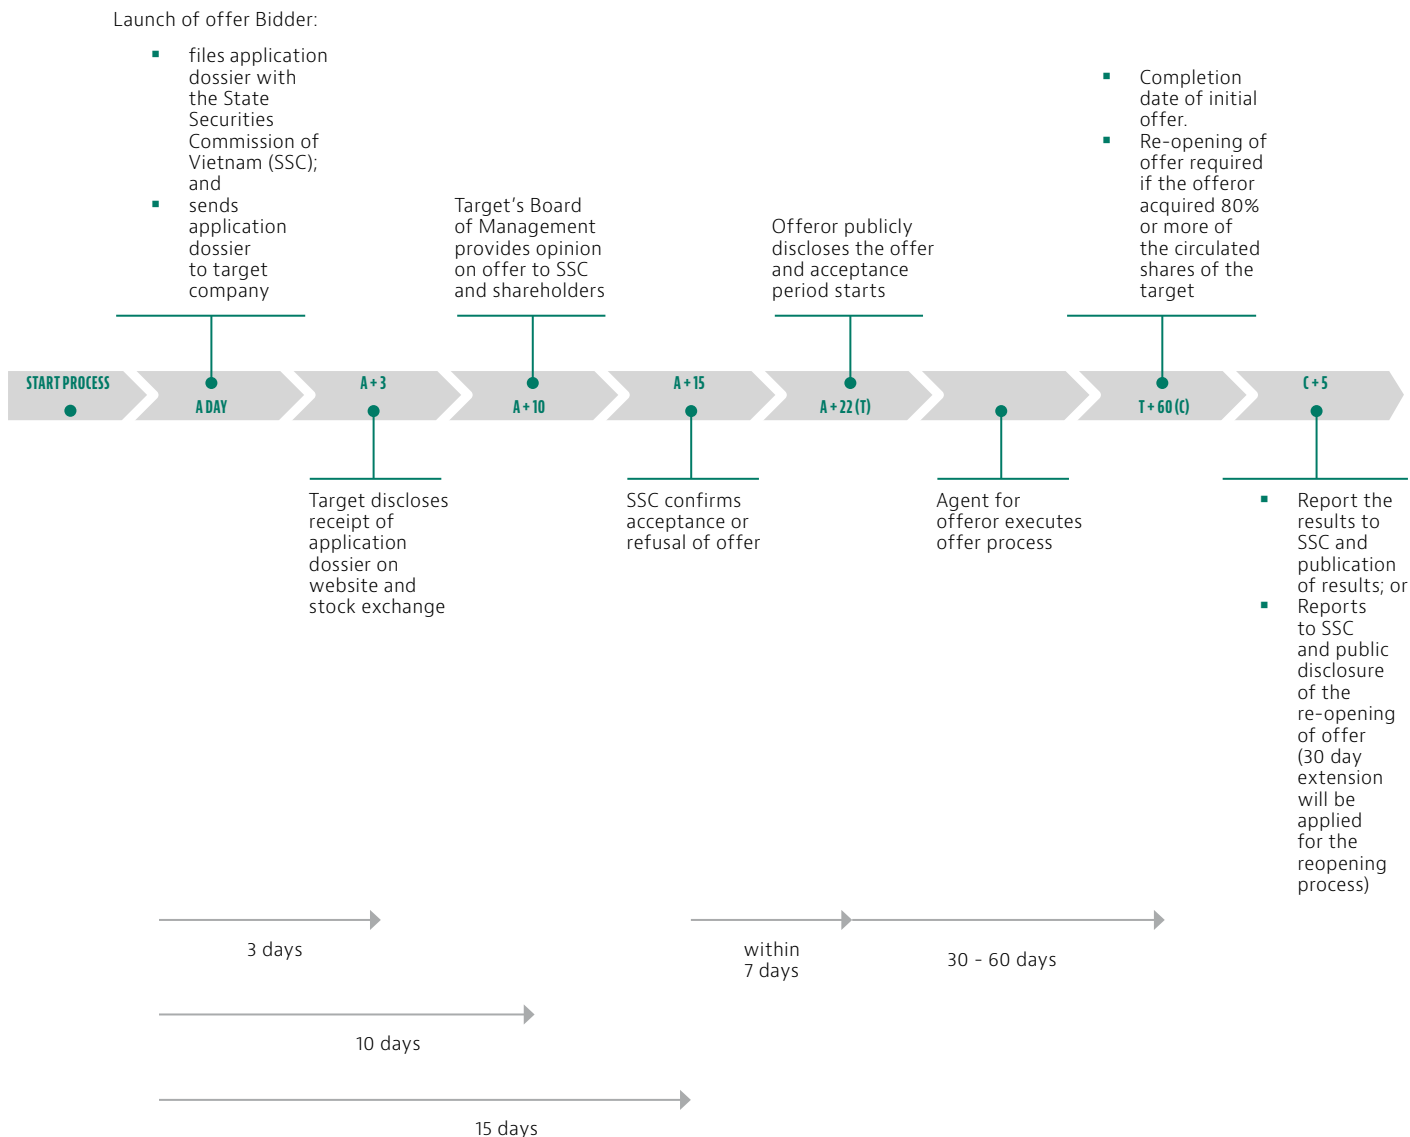 Launch of offer Bidder:
▪ files application
dossier with
the State
Securities
Commission of
Vietnam (SSC);
and
▪ sends
application
dossier
to target
company
Target's Board
of Management
provides opinion
on offer to SSC
and shareholders
Offeror publicly
discloses the offer
and acceptance
period starts
▪ Completion
date of initial
offer.
▪ Re-opening of
offer required
if the offeror
acquired 80%
or more of
the circulated
shares of the
target
START PROCESS
A DAY
A + 3
A + 10
A + 15
A + 22 (T)
T + 60 (C)
C + 5
Target discloses
receipt of
application
dossier on
website and
stock exchange
SSC confirms
acceptance or
refusal of offer
Agent for
offeror executes
offer process
▪ Report the
results to
SSC and
publication
of results; or
▪ Reports
to SSC
and public
disclosure
of the
re-opening
of offer
(30 day
extension
will be
applied
for the
reopening
process)
3 days
within
7 days
30 - 60 days
10 days
15 days